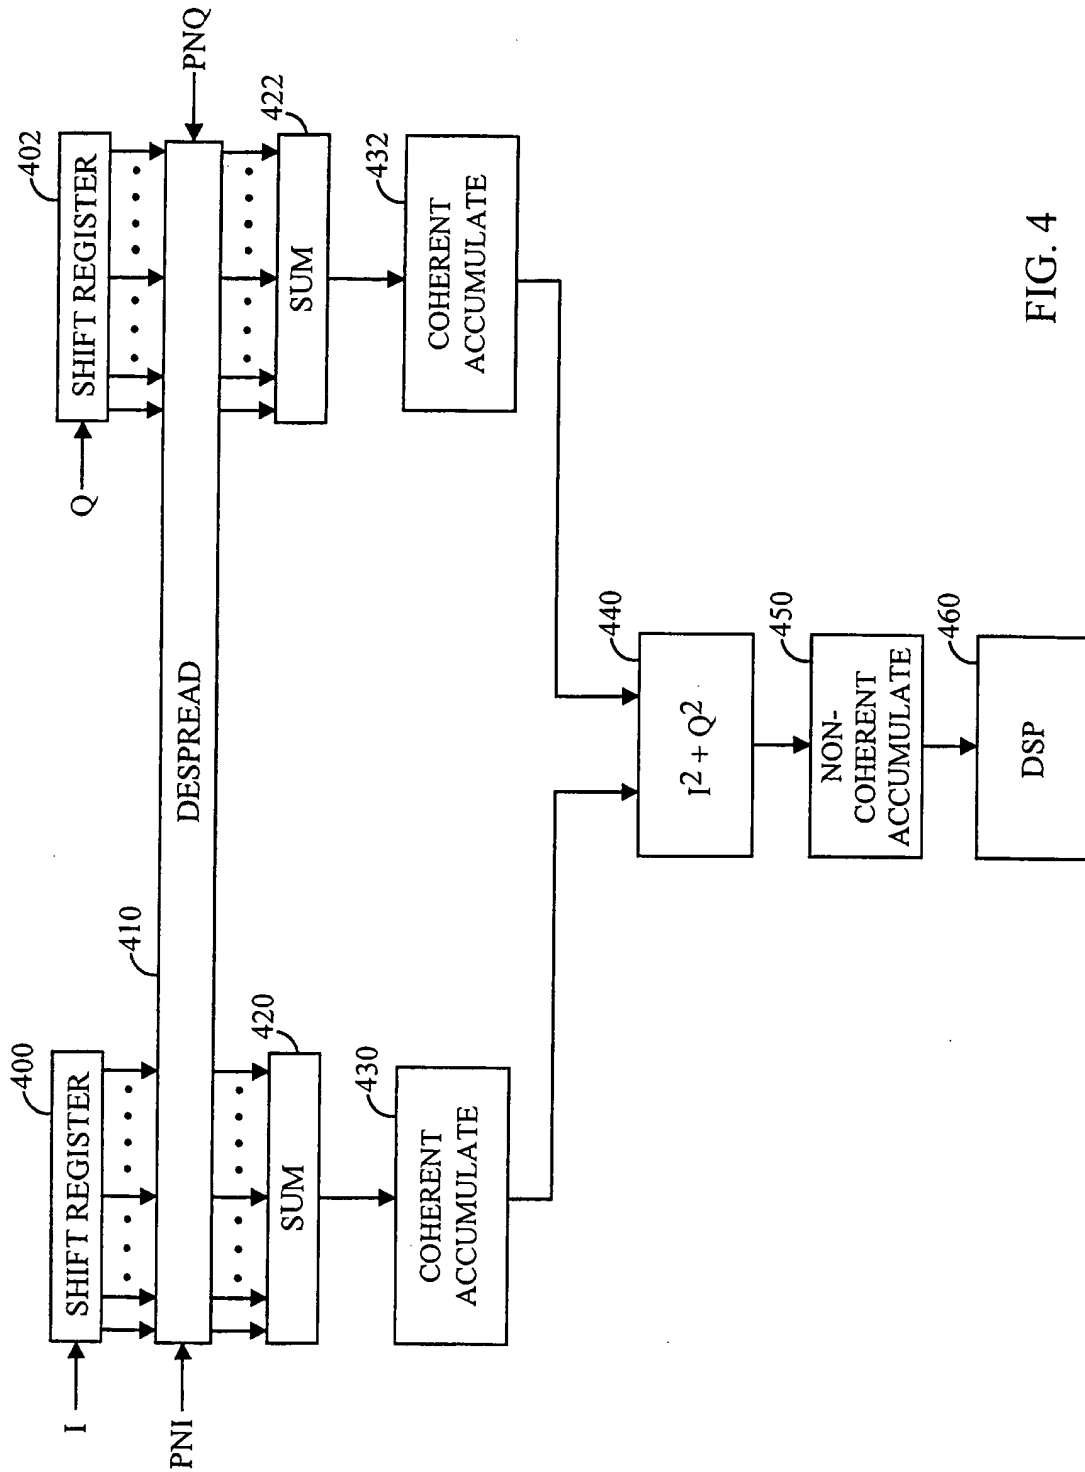 I
SHIFT REGISTER
400
Q
SHIFT REGISTER
402
PNI
DESPREAD
410
PNQ
SUM
420
SUM
422
COHERENT
ACCUMULATE
430
COHERENT
ACCUMULATE
432
I² + Q²
440
NON-
COHERENT
ACCUMULATE
450
DSP
460
FIG. 4